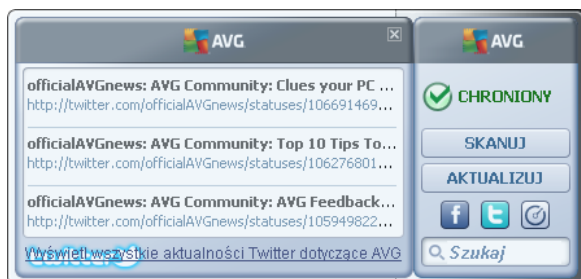 AVG
officialAVGnews: AVG Community: Clues your PC ...
http://twitter.com/officialAVGnews/statuses/106691469...
officialAVGnews: AVG Community: Top 10 Tips To...
http://twitter.com/officialAVGnews/statuses/106276801...
officialAVGnews: AVG Community: AVG Feedback...
http://twitter.com/officialAVGnews/statuses/105949822...
Wyświetl wszystkie aktualności Twitter dotyczące AVG
AVG
CHRONIONY
SKANUJ
AKTUALIZUJ
f t
Szukaj